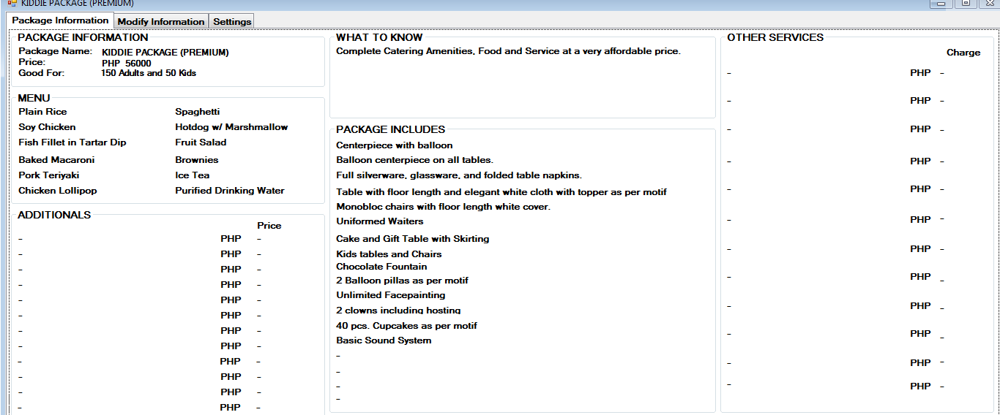 KIDDIE PACKAGE (PREMIUM)
Package Information Modify Information Settings
PACKAGE INFORMATION
Package Name: KIDDIE PACKAGE (PREMIUM)
Price: PHP 56000
Good For: 150 Adults and 50 Kids
MENU
Plain Rice Spaghetti
Soy Chicken Hotdog w/ Marshmallow
Fish Fillet in Tartar Dip Fruit Salad
Baked Macaroni Brownies
Pork Teriyaki Ice Tea
Chicken Lollipop Purified Drinking Water
ADDITIONALS
Price
- PHP -
- PHP -
- PHP -
- PHP -
- PHP -
- PHP -
- PHP -
- PHP -
- PHP -
- PHP -
- PHP -
- PHP -
WHAT TO KNOW
Complete Catering Amenities, Food and Service at a very affordable price.
PACKAGE INCLUDES
Centerpiece with balloon
Balloon centerpiece on all tables.
Full silverware, glassware, and folded table napkins.
Table with floor length and elegant white cloth with topper as per motif
Monobloc chairs with floor length white cover.
Uniformed Waiters
Cake and Gift Table with Skirting
Kids tables and Chairs
Chocolate Fountain
2 Balloon pillas as per motif
Unlimited Facepainting
2 clowns including hosting
40 pcs. Cupcakes as per motif
Basic Sound System
-
-
-
-
OTHER SERVICES
Charge
- PHP -
- PHP -
- PHP -
- PHP -
- PHP -
- PHP -
- PHP -
- PHP -
- PHP -
- PHP -
- PHP -
- PHP -